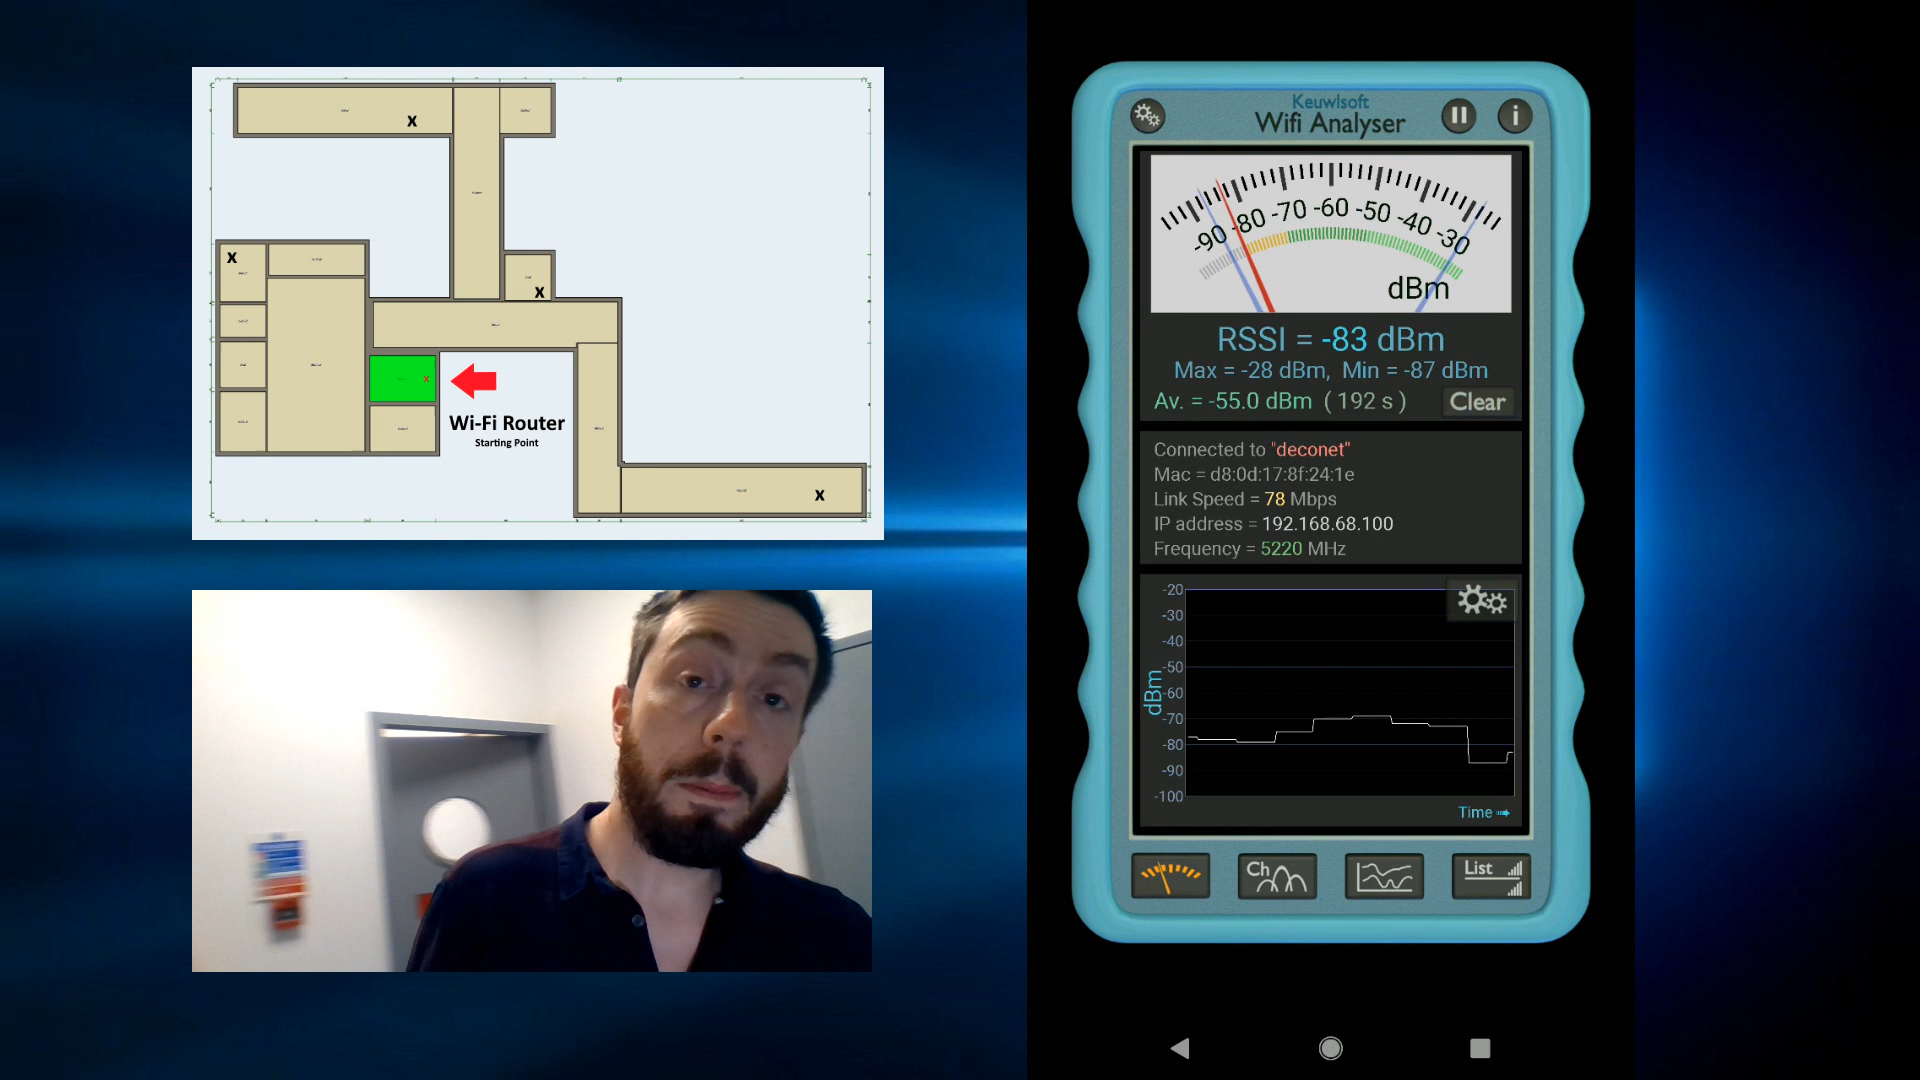 x
x
x
x
x
Wi-Fi Router
Starting Point
Keuwlsoft
Wifi Analyser
i
-90 -80 -70 -60 -50 -40 -30
dBm
RSSI = -83 dBm
Max = -28 dBm, Min = -87 dBm
Av. = -55.0 dBm ( 192 s )
Clear
Connected to "deconet"
Mac = d8:0d:17:8f:24:1e
Link Speed = 78 Mbps
IP address = 192.168.68.100
Frequency = 5220 MHz
-20
-30
-40
-50
-60
-70
-80
-90
-100
dBm
Time
Ch
List